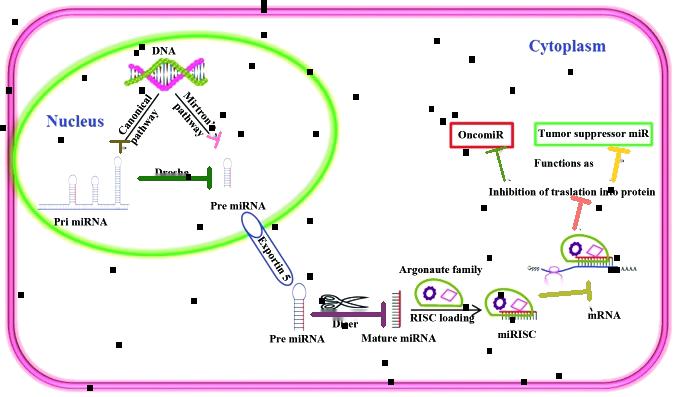 DNA
Cytoplasm
Nucleus
Canonical
pathway
Mirtron's
pathway
OncomiR
Tumor suppressor miR
Functions as
Drosha
Inhibition of traslation into protein
Pri miRNA
Pre miRNA
Exportin 5
Argonaute family
AAAA
RISC loading
mRNA
Pre miRNA
Mature miRNA
miRISC